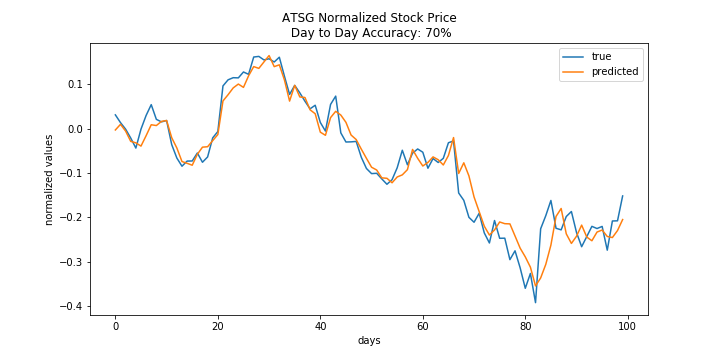 ATSG Normalized Stock Price
Day to Day Accuracy: 70%
true
predicted
normalized values
0.1
0.0
−0.1
−0.2
−0.3
−0.4
0 20 40 60 80 100
days